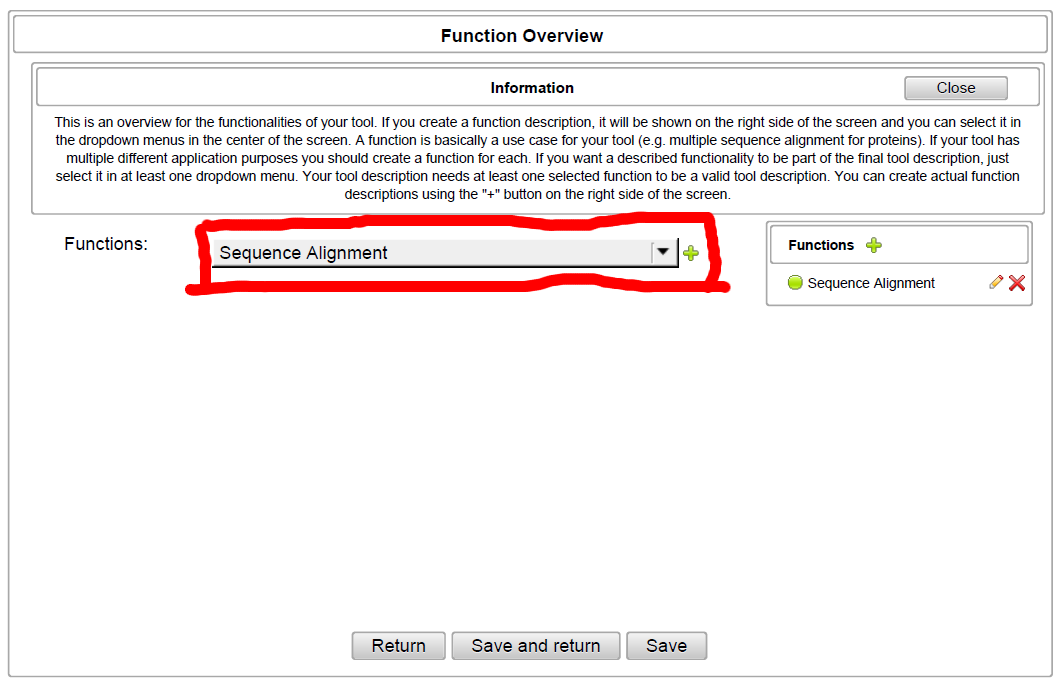 Function Overview
Information
Close
This is an overview for the functionalities of your tool. If you create a function description, it will be shown on the right side of the screen and you can select it in
the dropdown menus in the center of the screen. A function is basically a use case for your tool (e.g. multiple sequence alignment for proteins). If your tool has
multiple different application purposes you should create a function for each. If you want a described functionality to be part of the final tool description, just
select it in at least one dropdown menu. Your tool description needs at least one selected function to be a valid tool description. You can create actual function
descriptions using the "+" button on the right side of the screen.
Functions:
Sequence Alignment
Functions
Sequence Alignment
Return
Save and return
Save